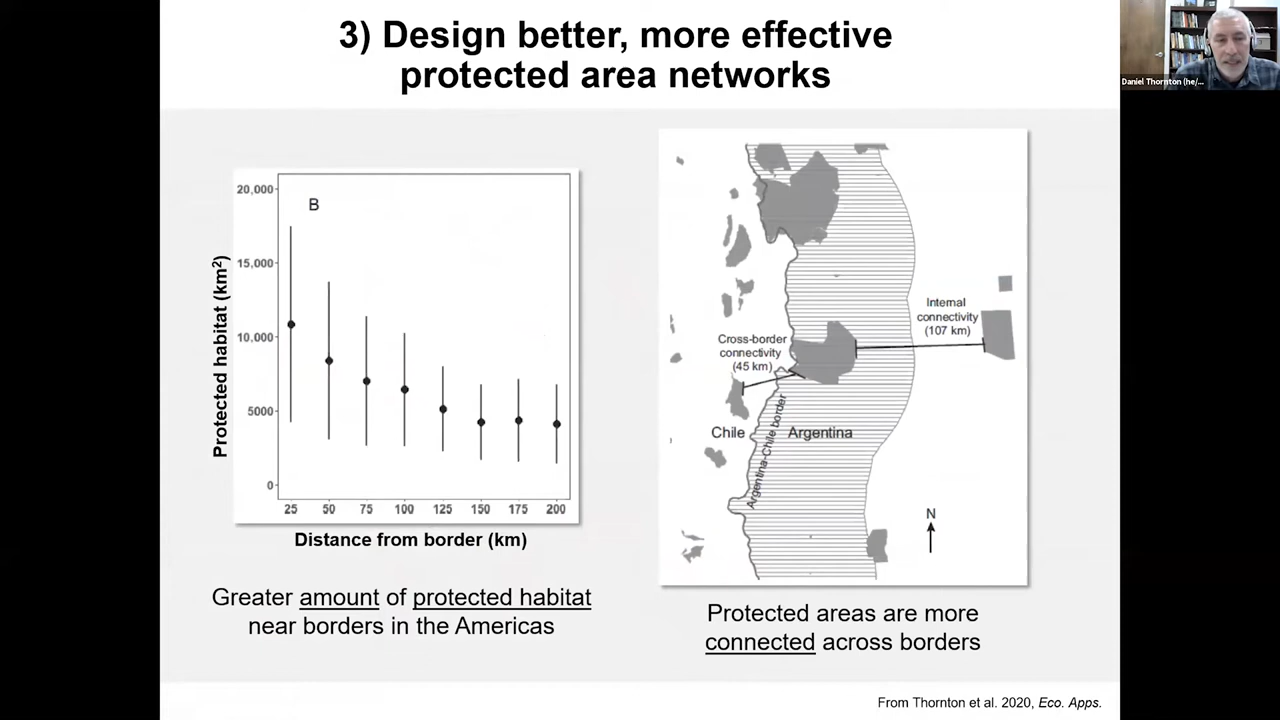 3) Design better, more effective
protected area networks
Daniel Thornton (he/...
B
Protected habitat (km²)
20,000
15,000
10,000
5000
0
25 50 75 100 125 150 175 200
Distance from border (km)
Greater amount of protected habitat
near borders in the Americas
Internal
connectivity
(107 km)
Cross-border
connectivity
(45 km)
Chile
Argentina-Chile border
Argentina
N
Protected areas are more
connected across borders
From Thornton et al. 2020, Eco. Apps.